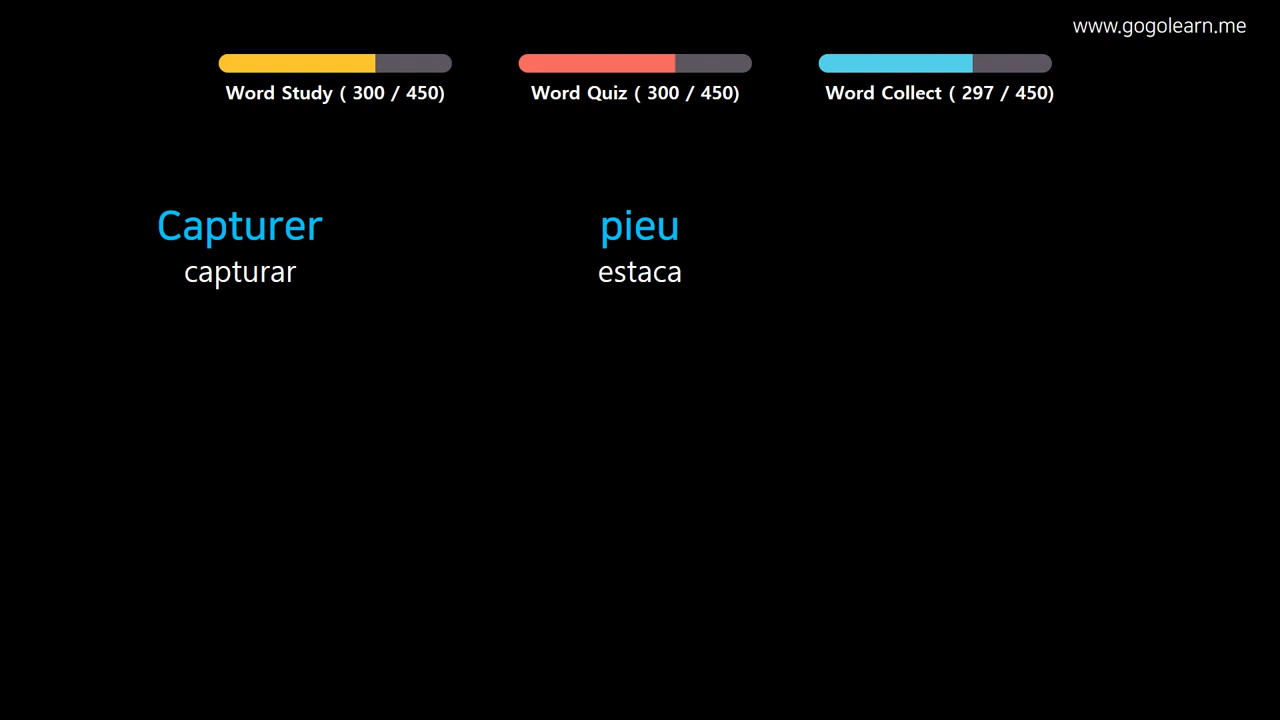 www.gogolearn.me
Word Study ( 300 / 450)
Word Quiz ( 300 / 450)
Word Collect ( 297 / 450)
Capturer
capturar
pieu
estaca